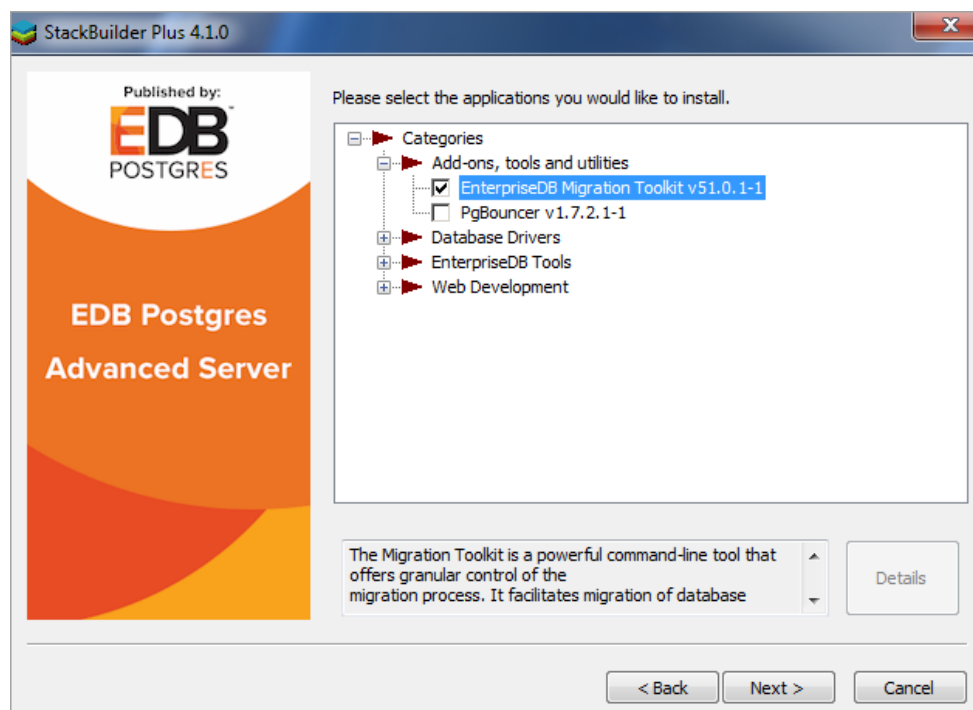 StackBuilder Plus 4.1.0
Published by:
EDB™
POSTGRES
EDB Postgres
Advanced Server
Please select the applications you would like to install.
Categories
Add-ons, tools and utilities
EnterpriseDB Migration Toolkit v51.0.1-1
PgBouncer v1.7.2.1-1
Database Drivers
EnterpriseDB Tools
Web Development
The Migration Toolkit is a powerful command-line tool that
offers granular control of the
migration process. It facilitates migration of database
Details
< Back
Next >
Cancel